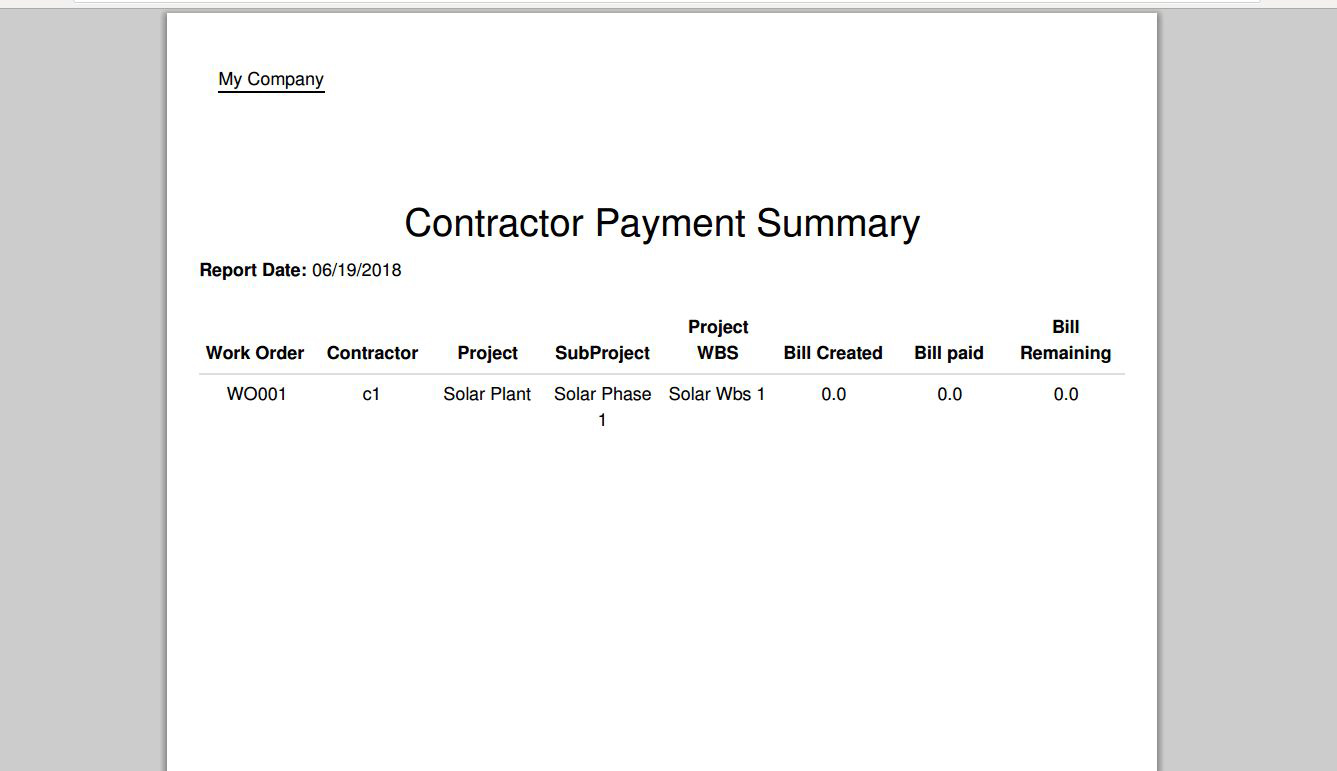 My Company
Contractor Payment Summary
Report Date: 06/19/2018
Project Bill
Work Order Contractor Project SubProject WBS Bill Created Bill paid Remaining
WO001 c1 Solar Plant Solar Phase Solar Wbs 1 0.0 0.0 0.0
1